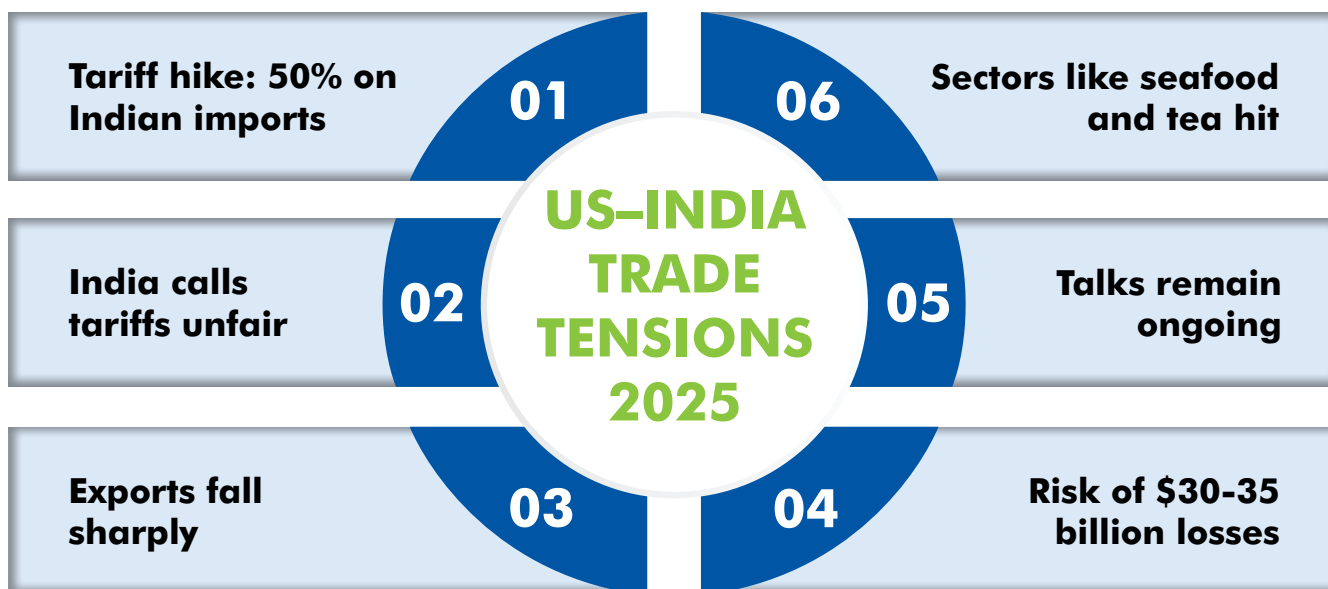 US–INDIA
TRADE
TENSIONS
2025
01
Tariff hike: 50% on
Indian imports
02
India calls
tariffs unfair
03
Exports fall
sharply
04
Risk of $30-35
billion losses
05
Talks remain
ongoing
06
Sectors like seafood
and tea hit